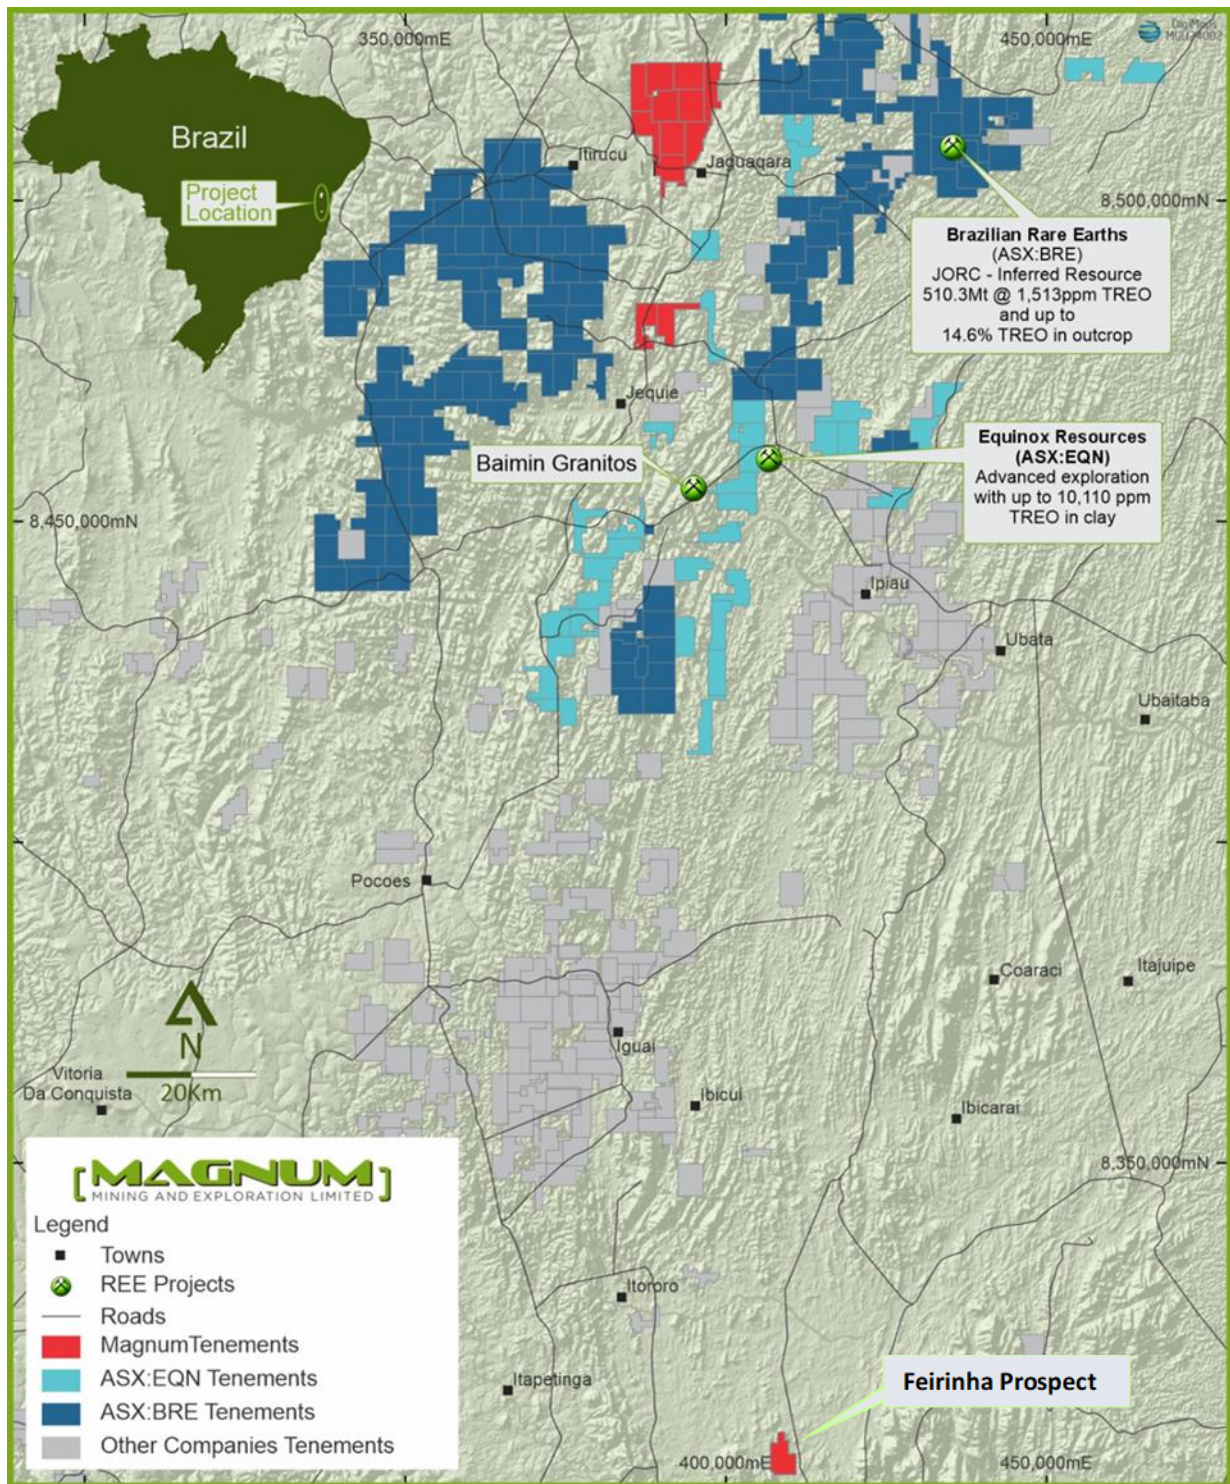 350,000mE
450,000mE
DigiMaps
MGU24002
Brazil
Project
Location
Itirucu
Jaguaqara
8,500,000mN
Brazilian Rare Earths
(ASX:BRE)
JORC - Inferred Resource
510.3Mt @ 1,513ppm TREO
and up to
14.6% TREO in outcrop
Jequie
Baimin Granitos
Equinox Resources
(ASX:EQN)
Advanced exploration
with up to 10,110 ppm
TREO in clay
8,450,000mN
Ipiau
Ubata
Ubaitaba
Pocoes
Coaraci
Itajuipe
N
20Km
Iguai
Vitoria
Da Conquista
Ibicui
Ibicarai
[MAGNUM]
MINING AND EXPLORATION LIMITED
8,350,000mN
Legend
Towns
REE Projects
Roads
MagnumTenements
ASX:EQN Tenements
ASX:BRE Tenements
Other Companies Tenements
Itororo
Itapetinga
Feirinha Prospect
400,000mE
450,000mE